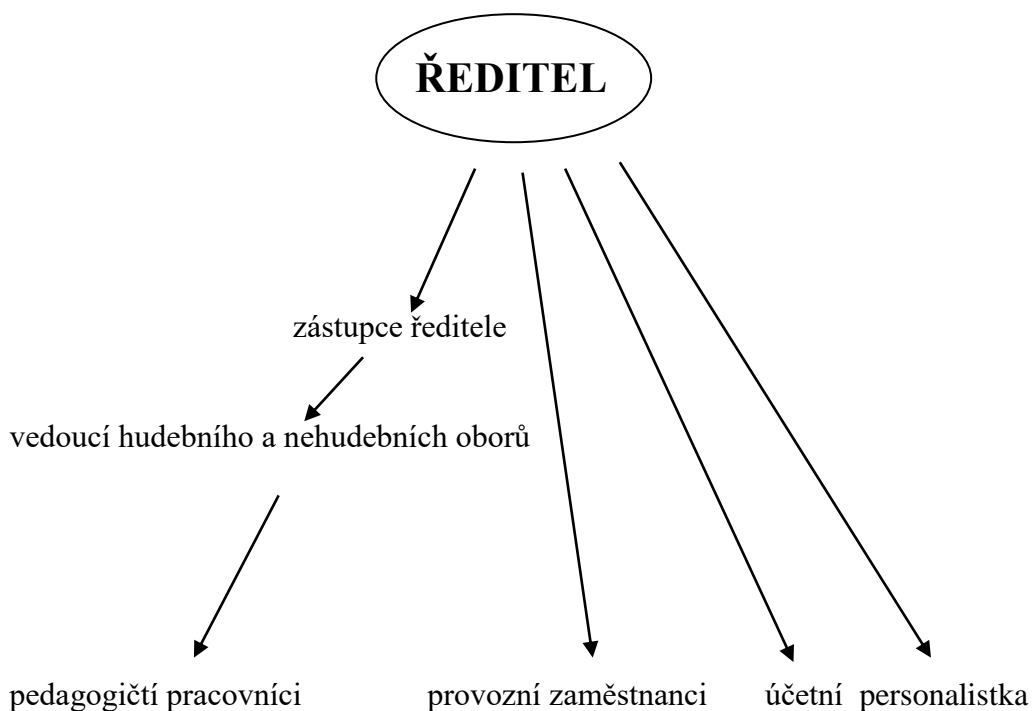 ŘEDITEL
zástupce ředitele
vedoucí hudebního a nehudebních oborů
pedagogičtí pracovníci provozní zaměstnanci účetní personalistka